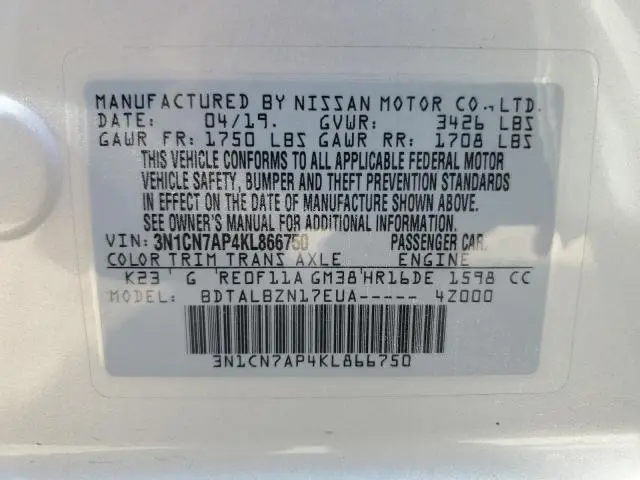 MANUFACTURED BY NISSAN MOTOR CO.,LTD.
DATE: 04/19. GVWR: 3426 LBS
GAWR FR: 1750 LBS GAWR RR: 1708 LBS
THIS VEHICLE CONFORMS TO ALL APPLICABLE FEDERAL MOTOR
VEHICLE SAFETY, BUMPER AND THEFT PREVENTION STANDARDS
IN EFFECT ON THE DATE OF MANUFACTURE SHOWN ABOVE.
SEE OWNER'S MANUAL FOR ADDITIONAL INFORMATION.
VIN: 3N1CN7AP4KL866750 PASSENGER CAR.
COLOR TRIM TRANS AXLE ENGINE
K23 G RE0F11A GM38 HR16DE 1598 CC
MODEL: BDTALBZN17EUA----- 4Z000
3N1CN7AP4KL866750